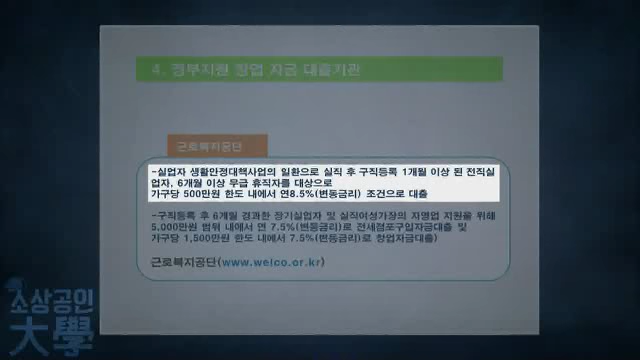 4. 정부지원 창업 자금 대출기관
근로복지공단
-실업자 생활안정대책사업의 일환으로 실직 후 구직등록 1개월 이상 된 전직실
업자, 6개월 이상 무급 휴직자를 대상으로
가구당 500만원 한도 내에서 연8.5%(변동금리) 조건으로 대출
-구직등록 후 6개월 경과한 장기실업자 및 실직여성가장의 자영업 지원을 위해
5.000만원 범위 내에서 연 7.5%(변동금리)로 전세점포구입자금대출 및
가구당 1,500만원 한도 내에서 7.5%(변동금리)로 창업자금대출)
근로복지공단(www.welco.or.kr)
소상공인
大學